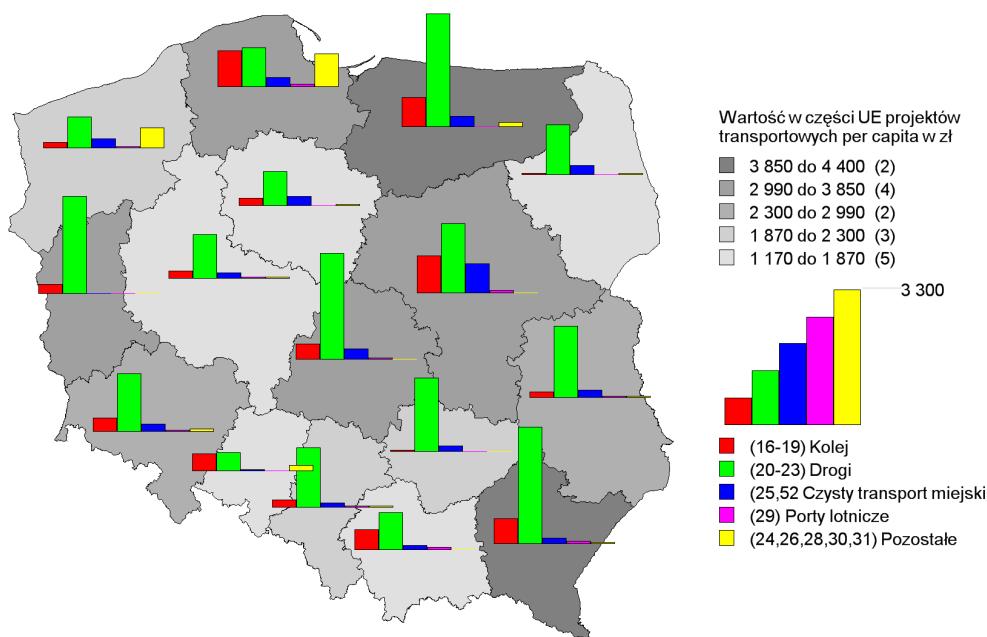 Wartość w części UE projektów
transportowych per capita w zł
3 850 do 4 400 (2)
2 990 do 3 850 (4)
2 300 do 2 990 (2)
1 870 do 2 300 (3)
1 170 do 1 870 (5)
3 300
(16-19) Kolej
(20-23) Drogi
(25,52 Czysty transport miejski
(29) Porty lotnicze
(24,26,28,30,31) Pozostałe